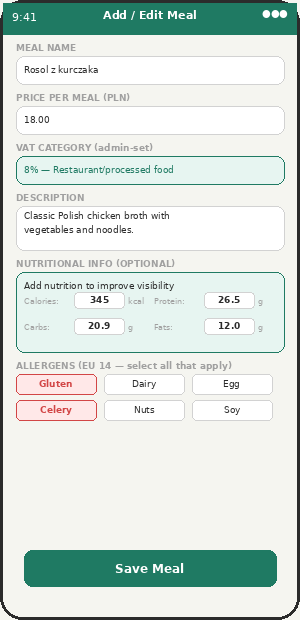 9:41
Add / Edit Meal
MEAL NAME
Rosol z kurczaka
PRICE PER MEAL (PLN)
18.00
VAT CATEGORY (admin-set)
8% — Restaurant/processed food
DESCRIPTION
Classic Polish chicken broth with
vegetables and noodles.
NUTRITIONAL INFO (OPTIONAL)
Add nutrition to improve visibility
Calories: 345 kcal Protein: 26.5 g
Carbs: 20.9 g Fats: 12.0 g
ALLERGENS (EU 14 — select all that apply)
Gluten Dairy Egg
Celery Nuts Soy
Save Meal